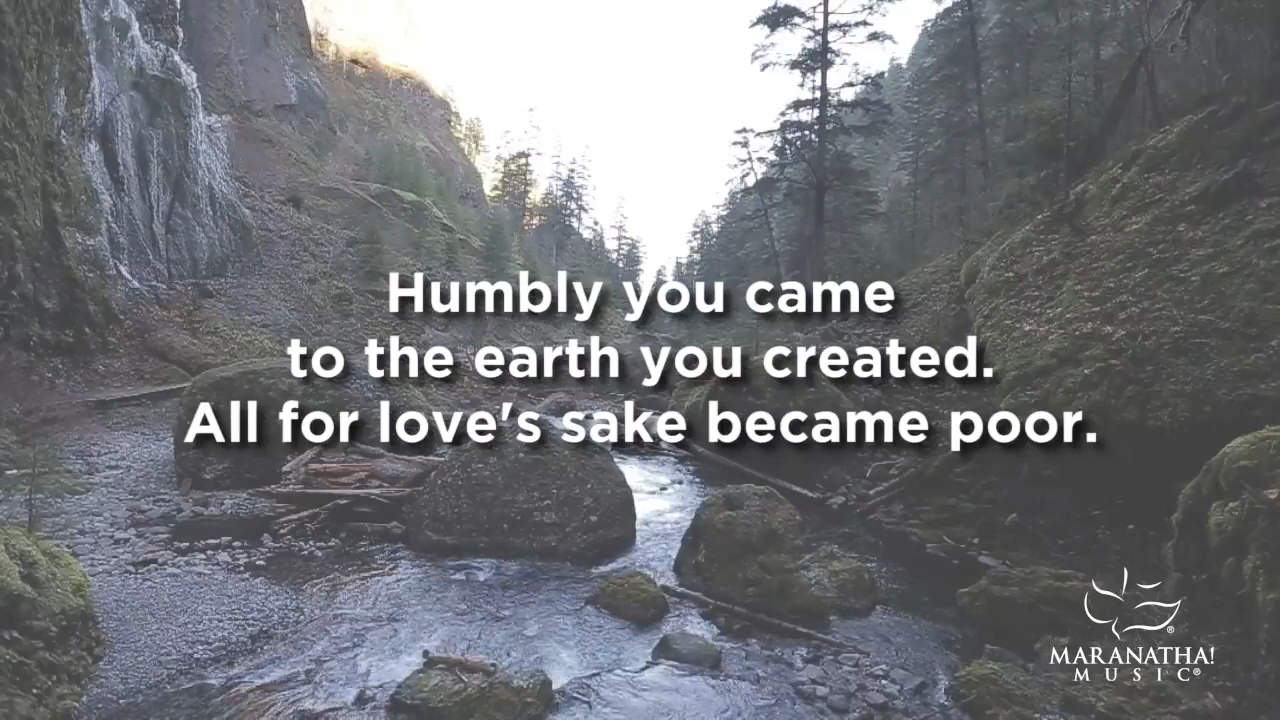 Humbly you came
to the earth you created.
All for love's sake became poor.
MARANATHA!
MUSIC®